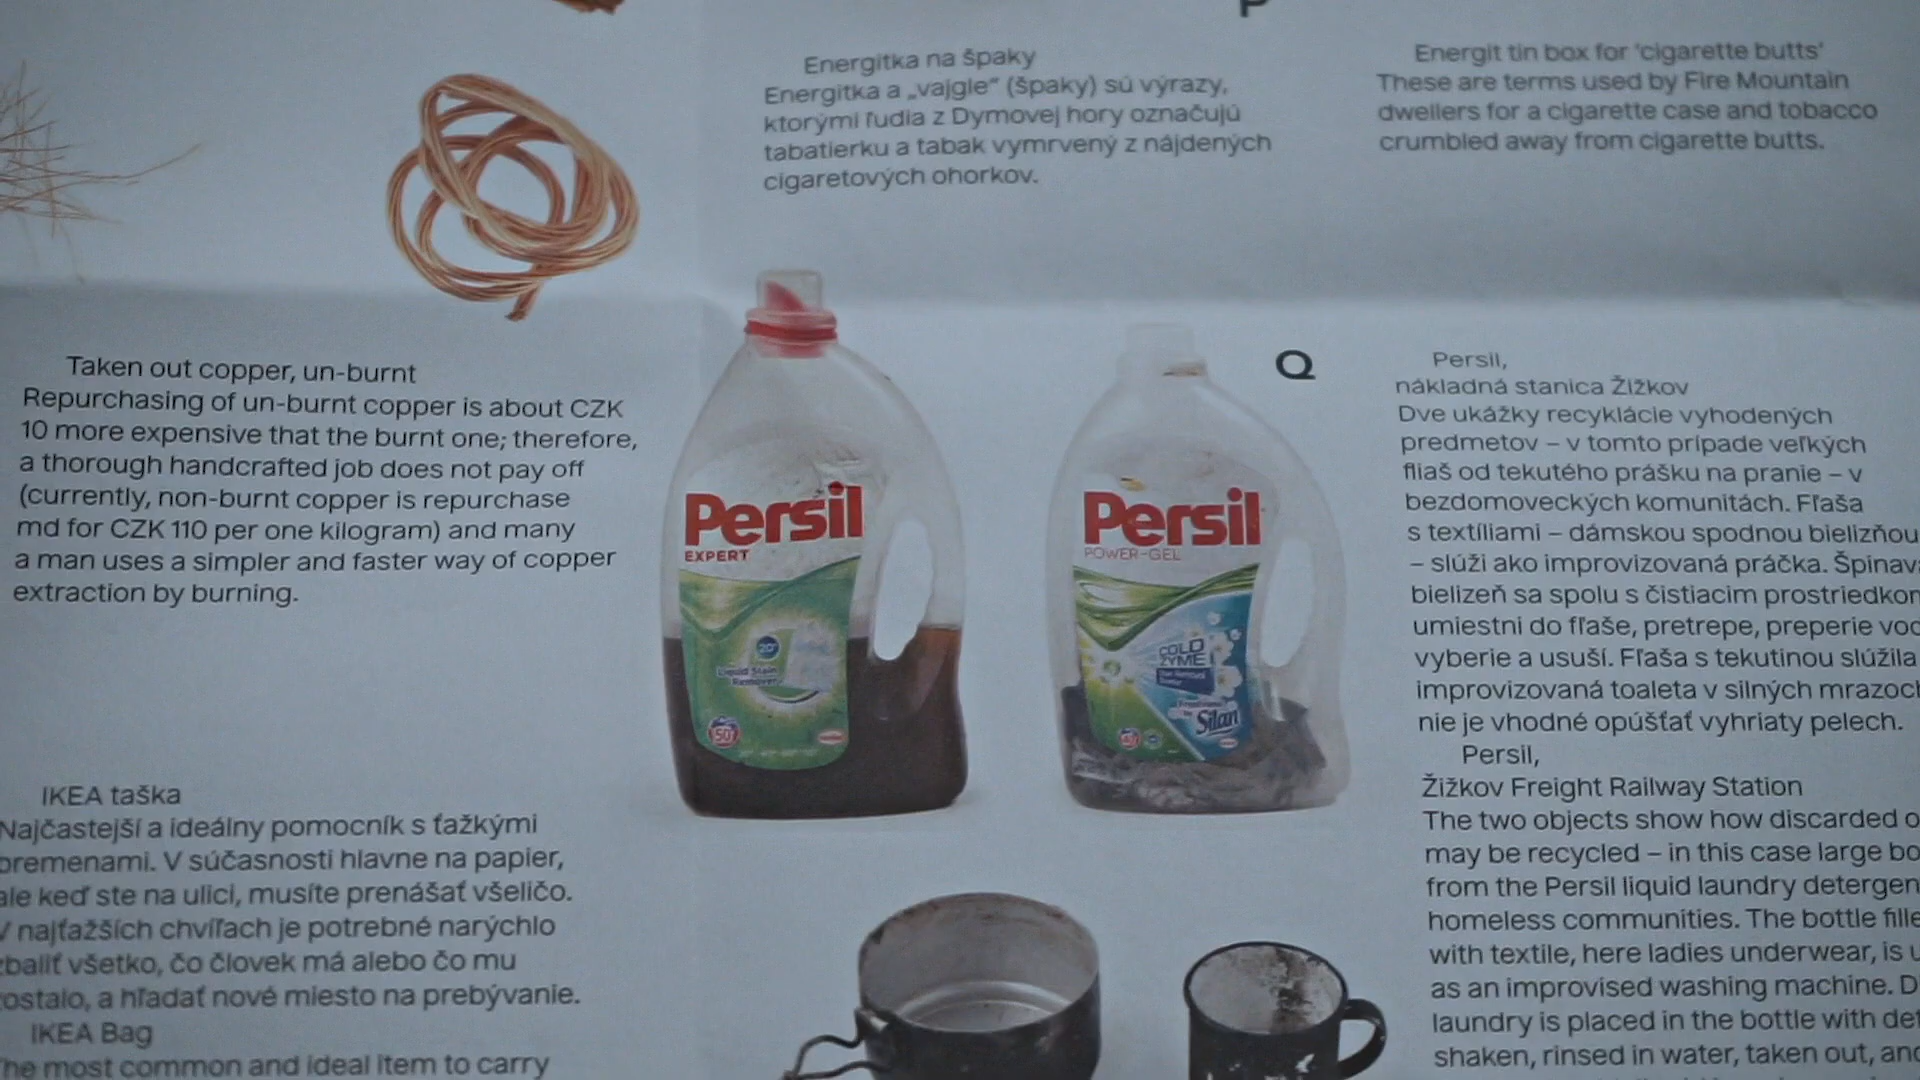 Energitka na špaky
Energitka a „vajgle“ (špaky) sú výrazy,
ktorými ľudia z Dymovej hory označujú
tabatierku a tabak vymrvený z nájdených
cigaretových ohorkov.
Energit tin box for ‘cigarette butts’
These are terms used by Fire Mountain
dwellers for a cigarette case and tobacco
crumbled away from cigarette butts.
Taken out copper, un-burnt
Repurchasing of un-burnt copper is about CZK
10 more expensive that the burnt one; therefore,
a thorough handcrafted job does not pay off
(currently, non-burnt copper is repurchase
md for CZK 110 per one kilogram) and many
a man uses a simpler and faster way of copper
extraction by burning.
Persil
EXPERT
20°
Liquid Stain
Remover
50
Persil
POWER-GEL
COLD
ZYME
Silan
Q
Persil,
nákladná stanica Žižkov
Dve ukážky recyklácie vyhodených
predmetov – v tomto prípade veľkých
fliaš od tekutého prášku na pranie – v
bezdomoveckých komunitách. Fľaša
s textíliami – dámskou spodnou bielizňou
– slúži ako improvizovaná práčka.
bielizeň sa spolu s čistiacim
umiestni do fľaše, pretrepe, preperie
vyberie a usuší. Fľaša s tekutinou slúžila
improvizovaná toaleta v silných
nie je vhodné opúšťať vyhriaty pelech.
Persil,
Žižkov Freight Railway Station
The two objects show how discarded
may be recycled – in this case large
from the Persil liquid laundry
homeless communities. The bottle
with textile, here ladies underwear, is
as an improvised washing machine.
laundry is placed in the bottle with
shaken, rinsed in water, taken out,
IKEA taška
Najčastejší a ideálny pomocník s ťažkými
bremenami. V súčasnosti hlavne na papier,
ale keď ste na ulici, musíte prenášať všeličo.
V najťažších chvíľach je potrebné narýchlo
zbaliť všetko, čo človek má alebo čo mu
zostalo, a hľadať nové miesto na prebývanie.
IKEA Bag
The most common and ideal item to carry